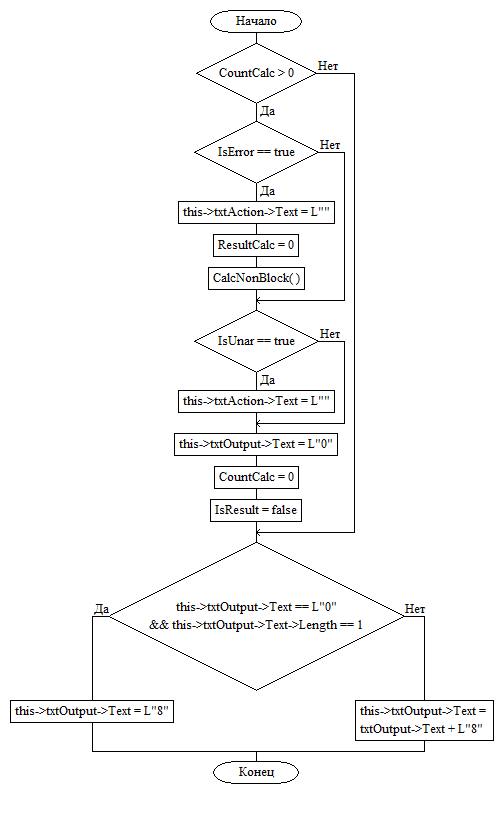 Начало
CountCalc > 0
Нет
Да
IsError == true
Нет
Да
this->txtAction->Text = L""
ResultCalc = 0
CalcNonBlock( )
IsUnar == true
Нет
Да
this->txtAction->Text = L""
this->txtOutput->Text = L"0"
CountCalc = 0
IsResult = false
this->txtOutput->Text == L"0"
&& this->txtOutput->Text->Length == 1
Да
Нет
this->txtOutput->Text = L"8"
this->txtOutput->Text =
txtOutput->Text + L"8"
Конец